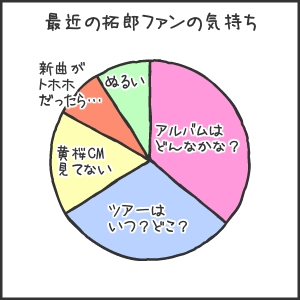 最近の拓郎ファンの気持ち
新曲が
トホホ
だったら…
ぬるい
アルバムは
どんなかな？
黄桜CM
見てない
ツアーは
いつ？どこ？